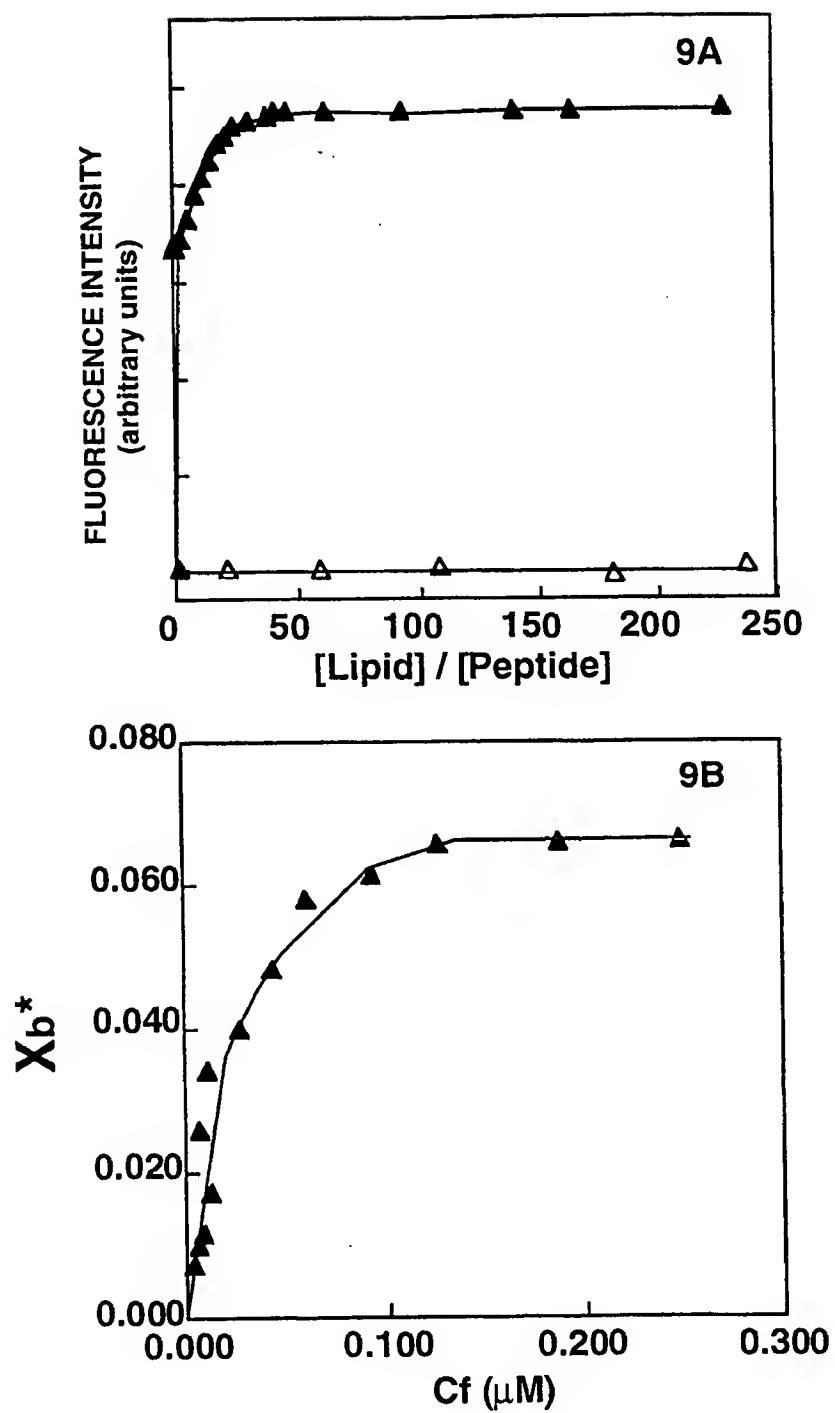 9A
FLUORESCENCE INTENSITY
(arbitrary units)
0 50 100 150 200 250
[Lipid] / [Peptide]
9B
0.080
0.060
0.040
0.020
0.000
Xb*
0.000 0.100 0.200 0.300
Cf (μM)